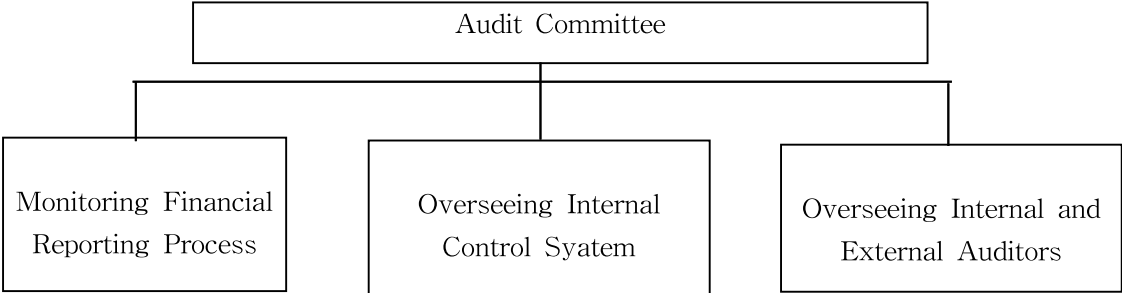 Audit Committee
Monitoring Financial
Reporting Process
Overseeing Internal
Control Syatem
Overseeing Internal and
External Auditors